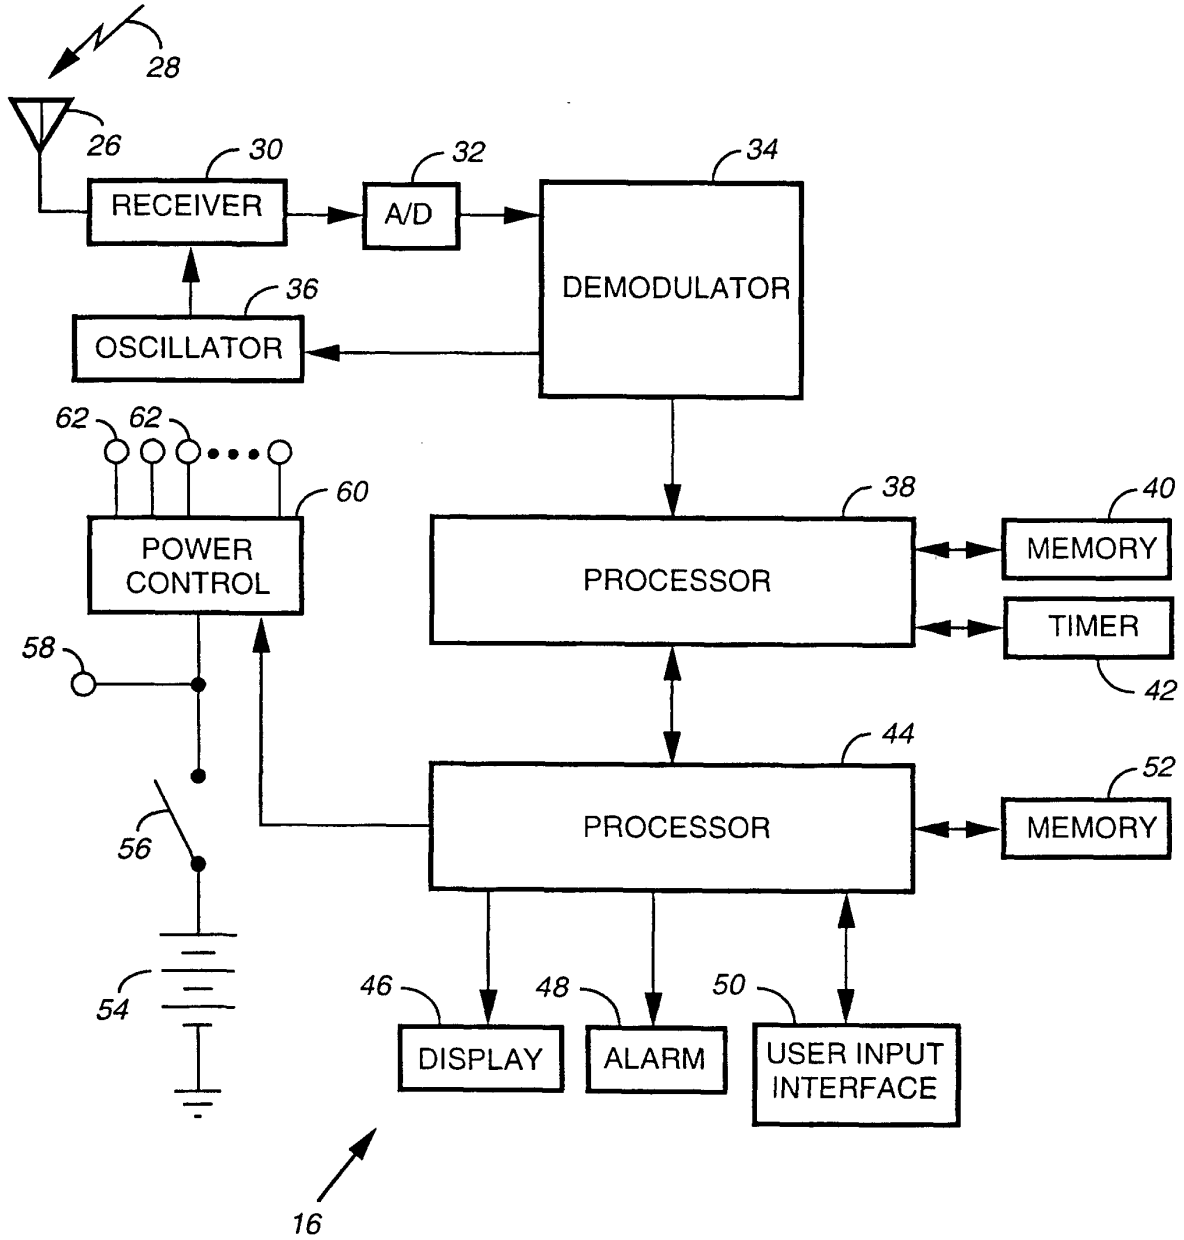 28
26
30
32
34
RECEIVER
A/D
DEMODULATOR
36
OSCILLATOR
62
62
60
38
40
POWER
CONTROL
PROCESSOR
MEMORY
TIMER
58
42
44
52
56
PROCESSOR
MEMORY
54
46
48
50
DISPLAY
ALARM
USER INPUT
INTERFACE
16